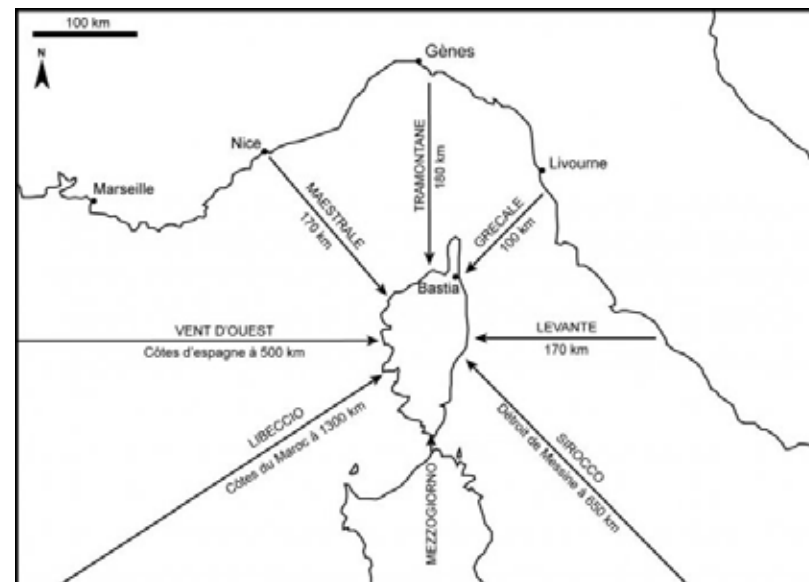 100 km
N
Gènes
Nice
Marseille
Livourne
TRAMONTANE
180 km
MAESTRALE
170 km
GRECALE
100 km
Bastia
VENT D'OUEST
Côtes d'espagne à 500 km
LEVANTE
170 km
LIBECCIO
Côtes du Maroc à 1300 km
MEZZOGIORNO
SIROCCO
Détroit de Messine à 650 km